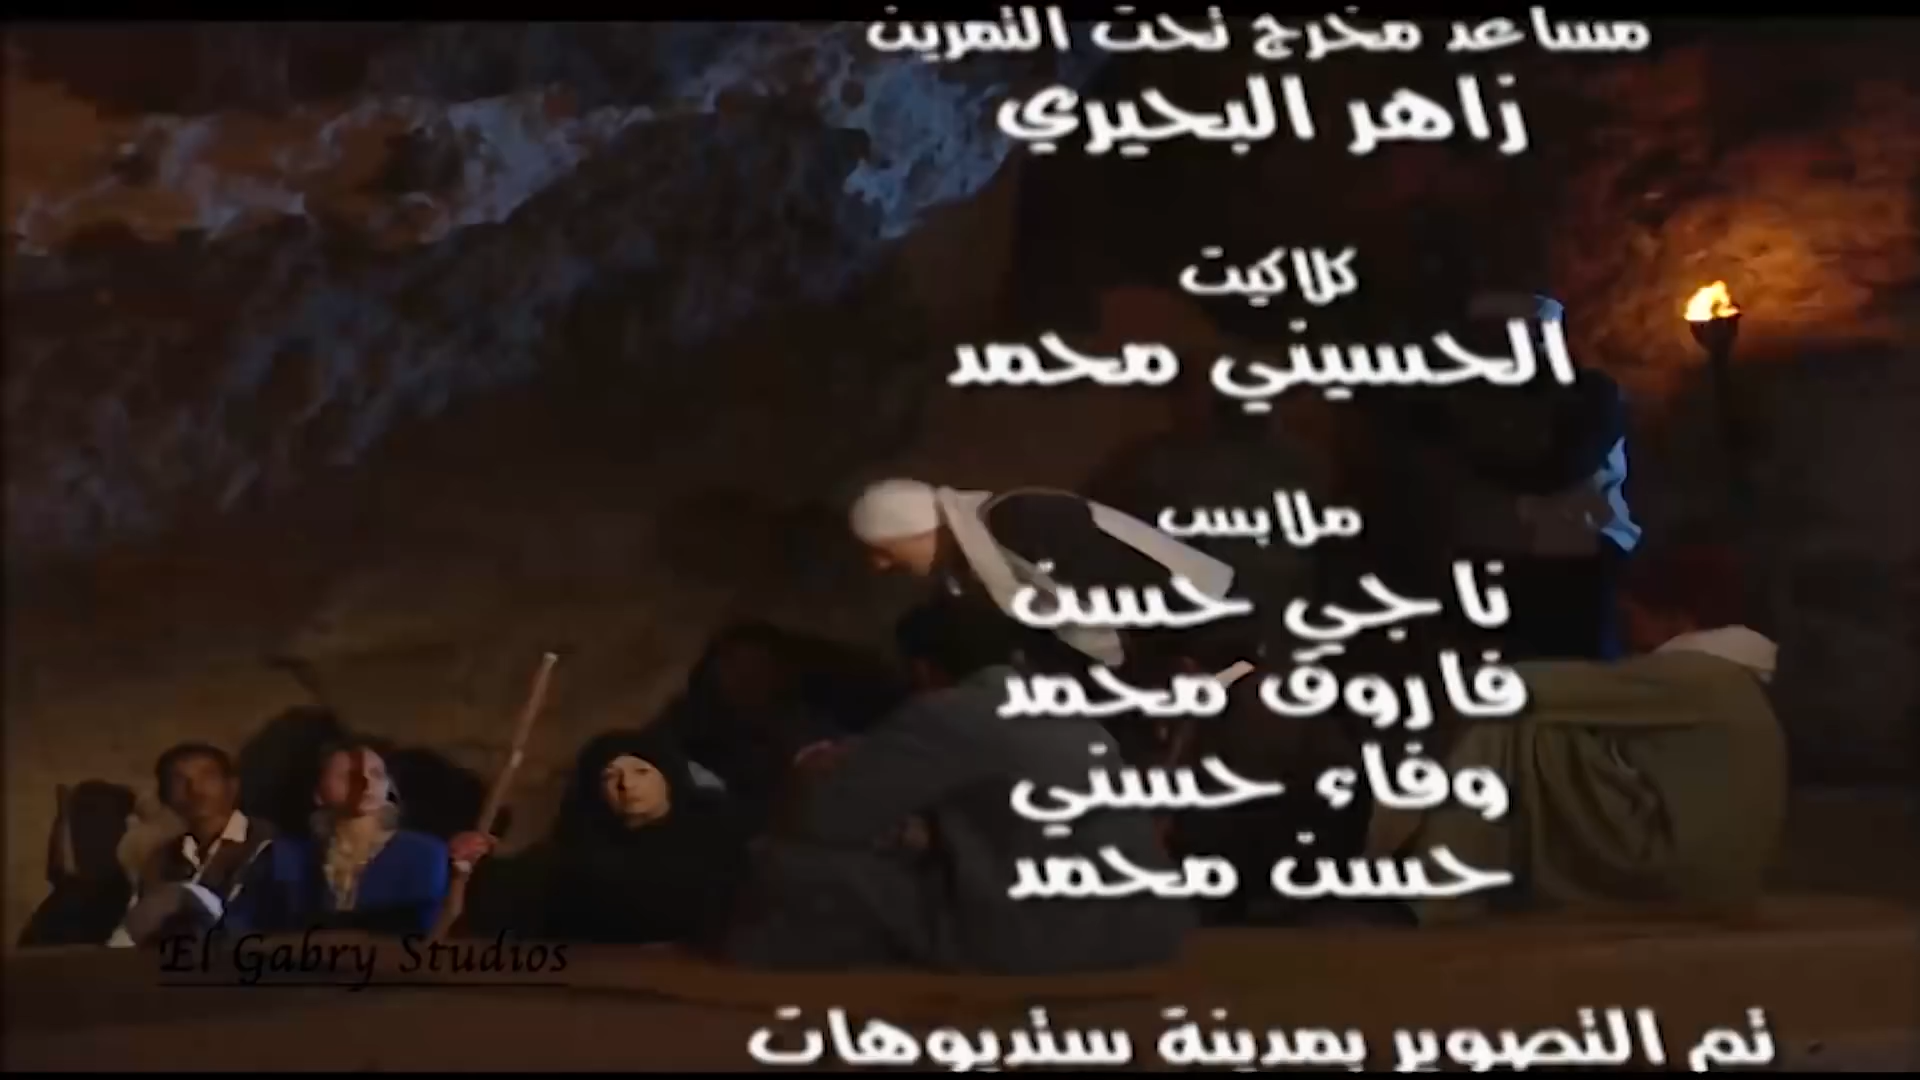 مساعد مخرج تحت التمرين
زاهر البحيري
كلاكيت
الحسيني محمد
ملابس
ناجي حسن
فاروق محمد
وفاء حسني
حسن محمد
El Gabry Studios
تم التصوير بمدينة ستديوهات